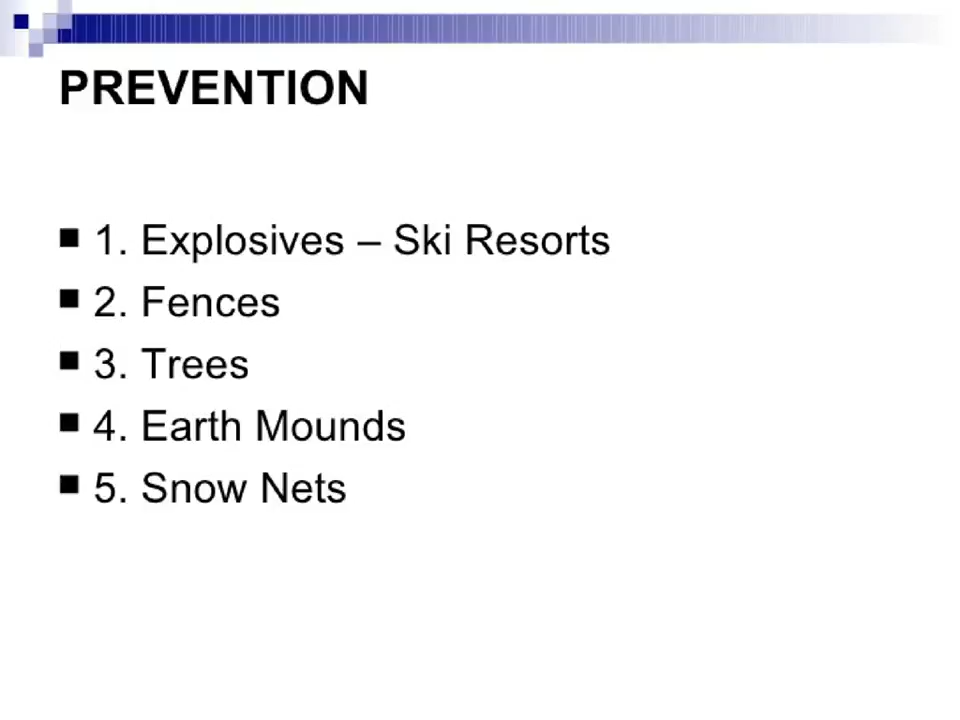 PREVENTION
1. Explosives – Ski Resorts
2. Fences
3. Trees
4. Earth Mounds
5. Snow Nets